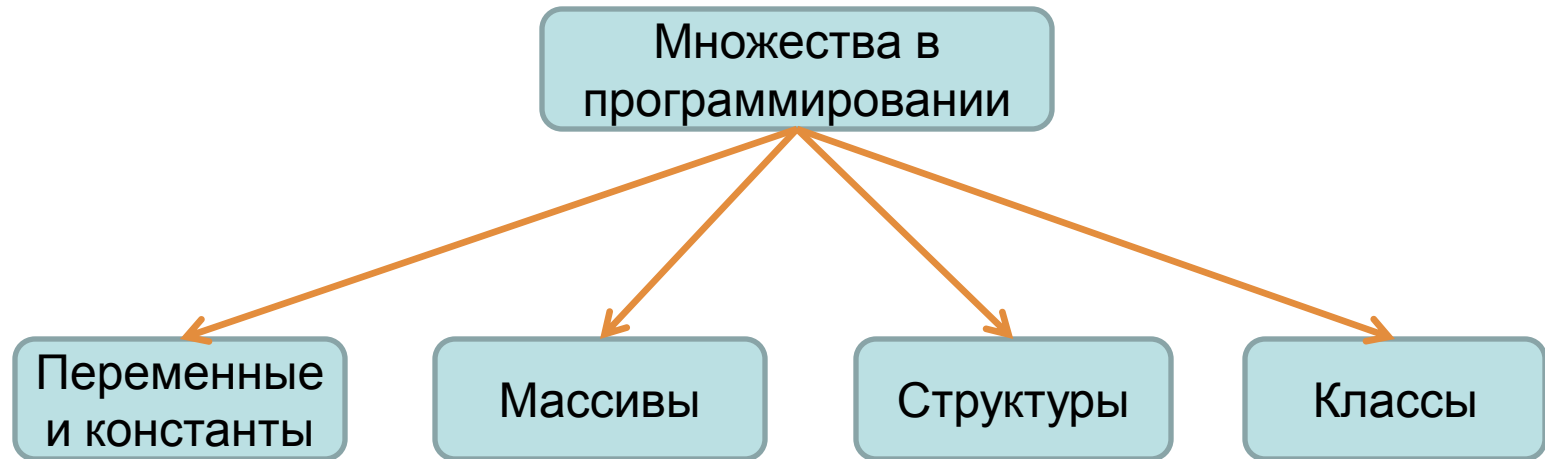 Множества в
программировании
Переменные
и константы
Массивы
Структуры
Классы